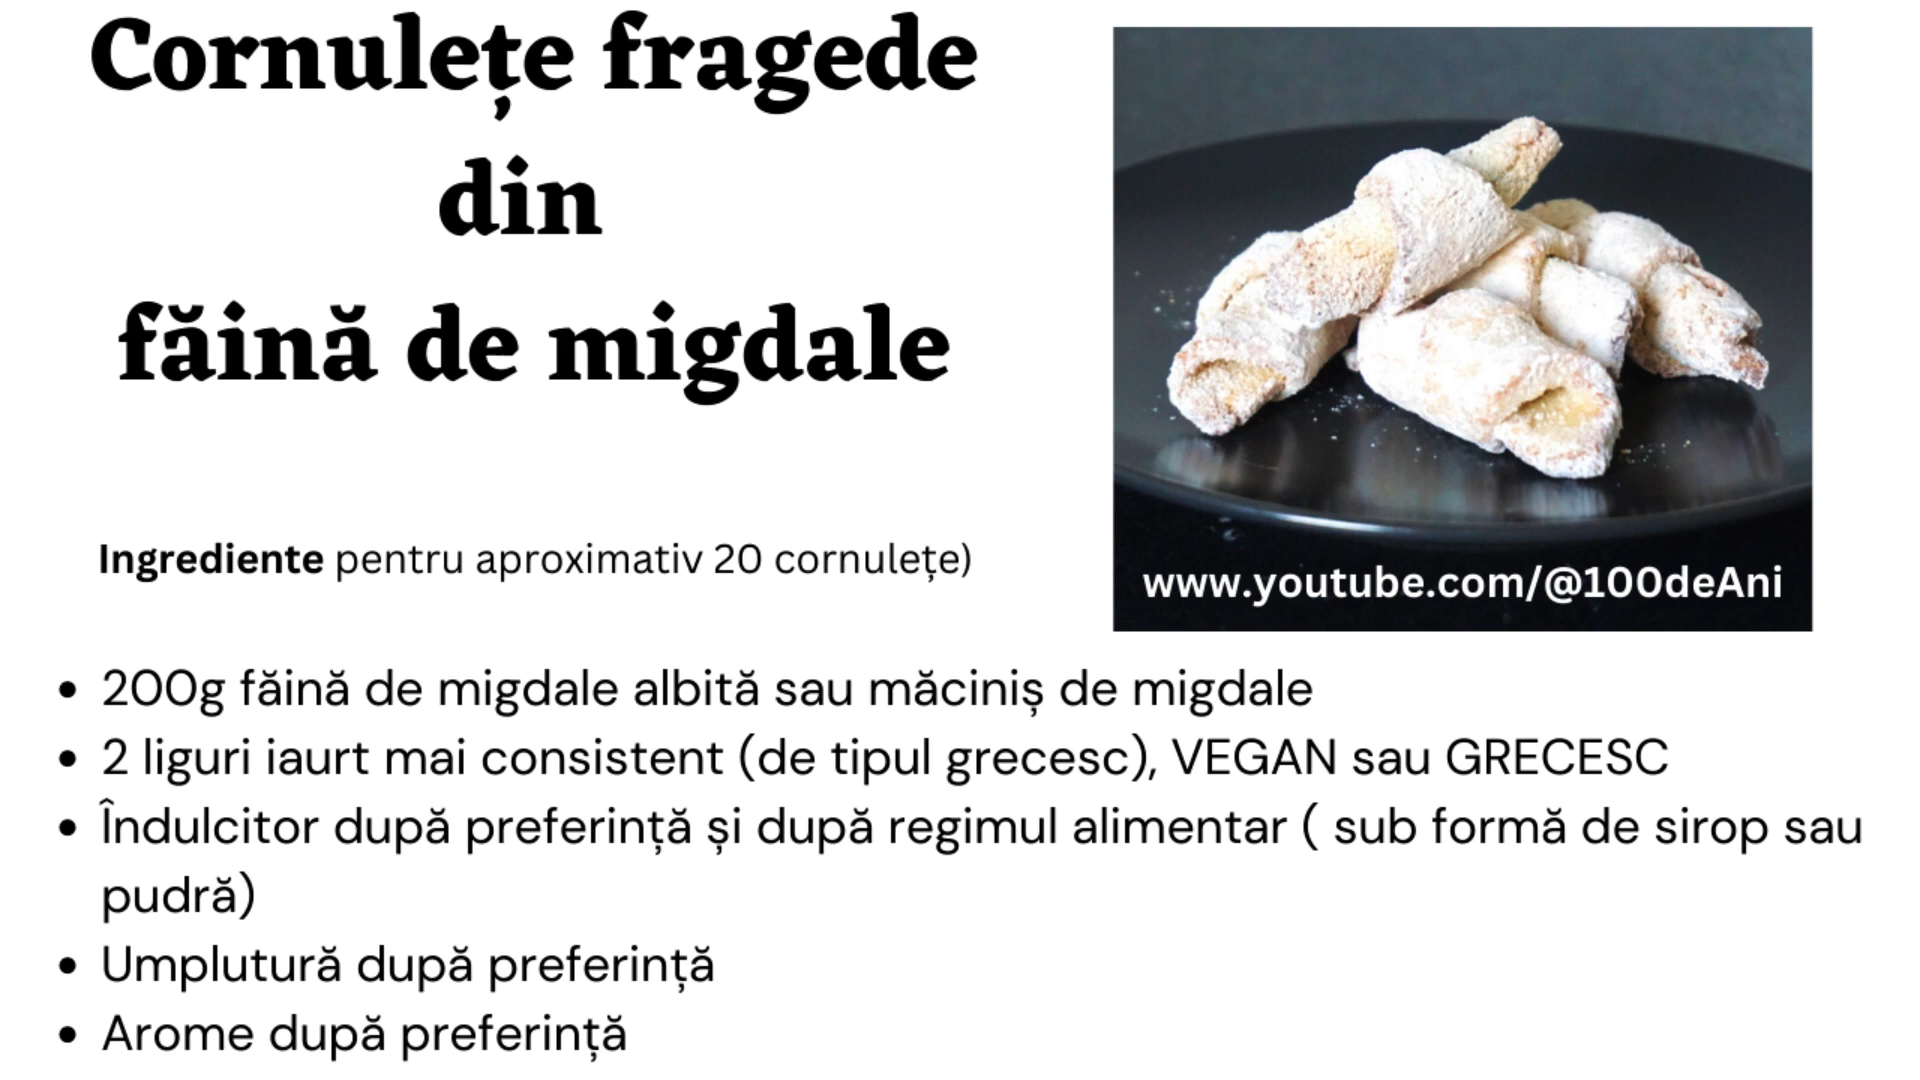 Cornulețe fragede
din
făină de migdale
Ingrediente pentru aproximativ 20 cornulețe)
www.youtube.com/@100deAni
• 200g făină de migdale albită sau măciniș de migdale
• 2 liguri iaurt mai consistent (de tipul grecesc), VEGAN sau GRECESC
• Îndulcitor după preferință și după regimul alimentar ( sub formă de sirop sau
pudră)
• Umplutură după preferință
• Arome după preferință